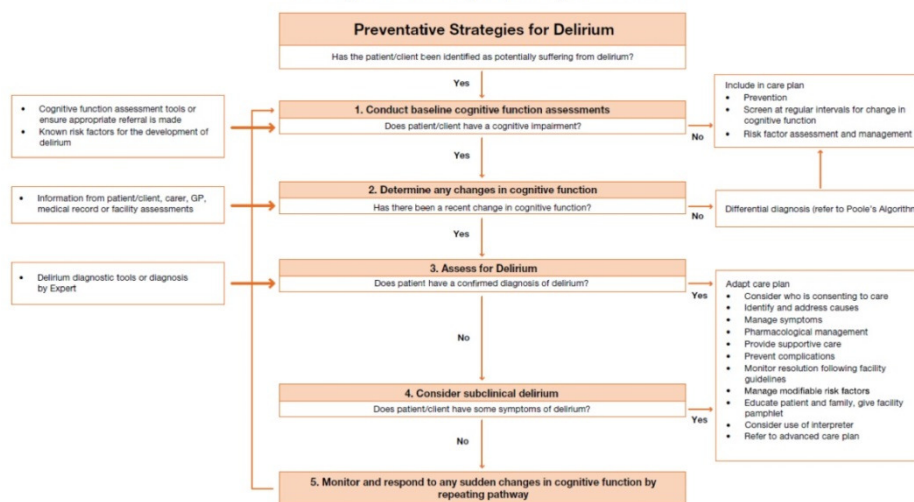 Preventative Strategies for Delirium
Has the patient/client been identified as potentially suffering from delirium?
Yes
• Cognitive function assessment tools or
ensure appropriate referral is made
• Known risk factors for the development of
delirium
1. Conduct baseline cognitive function assessments
Does patient/client have a cognitive impairment?
No
Include in care plan
• Prevention
• Screen at regular intervals for change in
cognitive function
• Risk factor assessment and management
Yes
• Information from patient/client, carer, GP,
medical record or facility assessments
2. Determine any changes in cognitive function
Has there been a recent change in cognitive function?
No
Differential diagnosis (refer to Poole's Algorithm
Yes
• Delirium diagnostic tools or diagnosis
by Expert
3. Assess for Delirium
Does patient have a confirmed diagnosis of delirium?
Yes
Adapt care plan
• Consider who is consenting to care
• Identify and address causes
• Manage symptoms
• Pharmacological management
• Provide supportive care
• Prevent complications
• Monitor resolution following facility
guidelines
• Manage modifiable risk factors
• Educate patient and family, give facility
pamphlet
• Consider use of interpreter
• Refer to advanced care plan
No
4. Consider subclinical delirium
Does patient/client have some symptoms of delirium?
Yes
No
5. Monitor and respond to any sudden changes in cognitive function by
repeating pathway